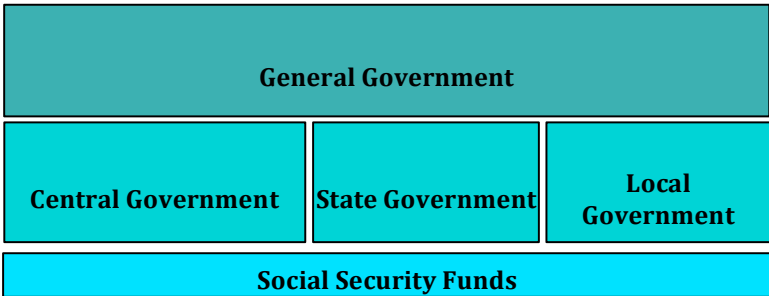 General Government
Central Government
State Government
Local
Government
Social Security Funds